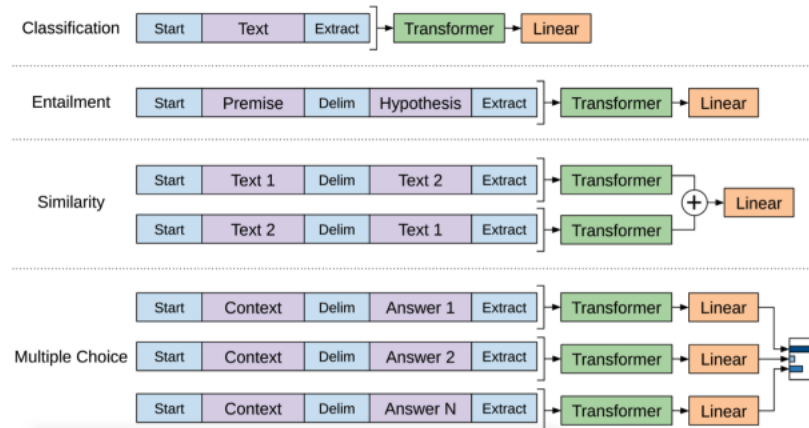 Classification Start Text Extract Transformer Linear
Entailment Start Premise Delim Hypothesis Extract Transformer Linear
Start Text 1 Delim Text 2 Extract Transformer
Similarity + Linear
Start Text 2 Delim Text 1 Extract Transformer
Start Context Delim Answer 1 Extract Transformer Linear
Multiple Choice Start Context Delim Answer 2 Extract Transformer Linear
Start Context Delim Answer N Extract Transformer Linear